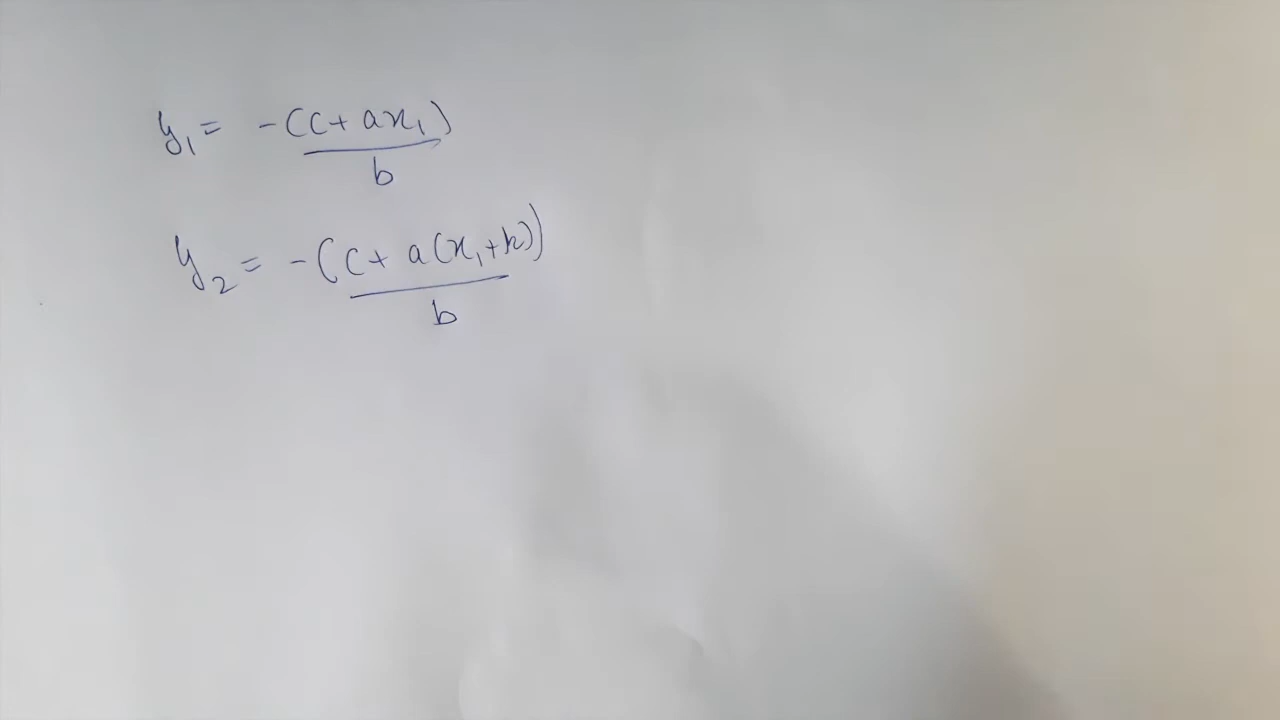 y₁ = -(c + ax₁)
b
y₂ = -(c + a(x₁+k))
b